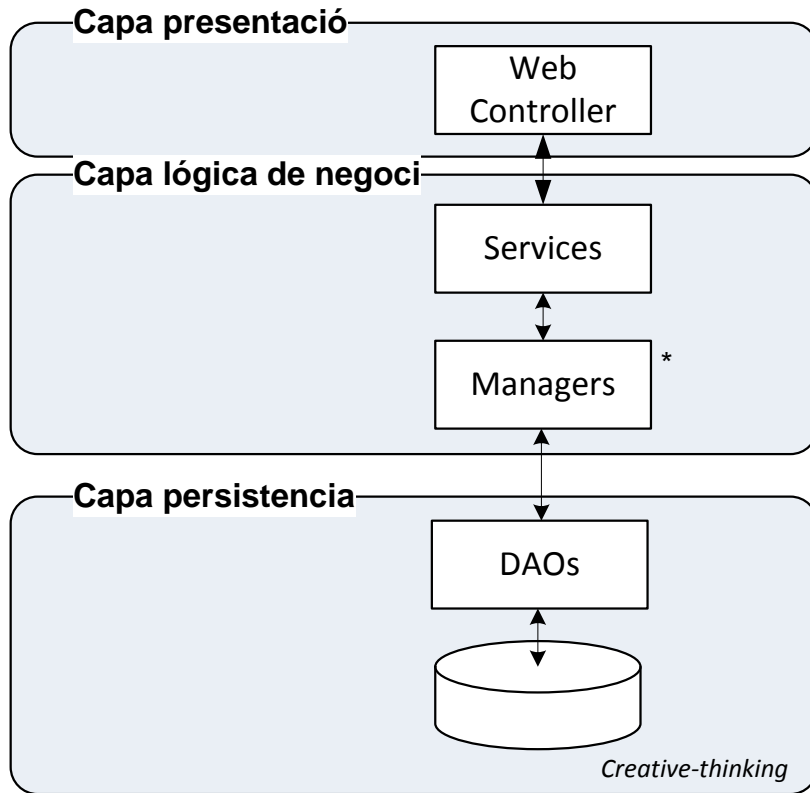 Capa presentació
Web
Controller
Capa lógica de negoci
Services
Managers
*
Capa persistencia
DAOs
Creative-thinking